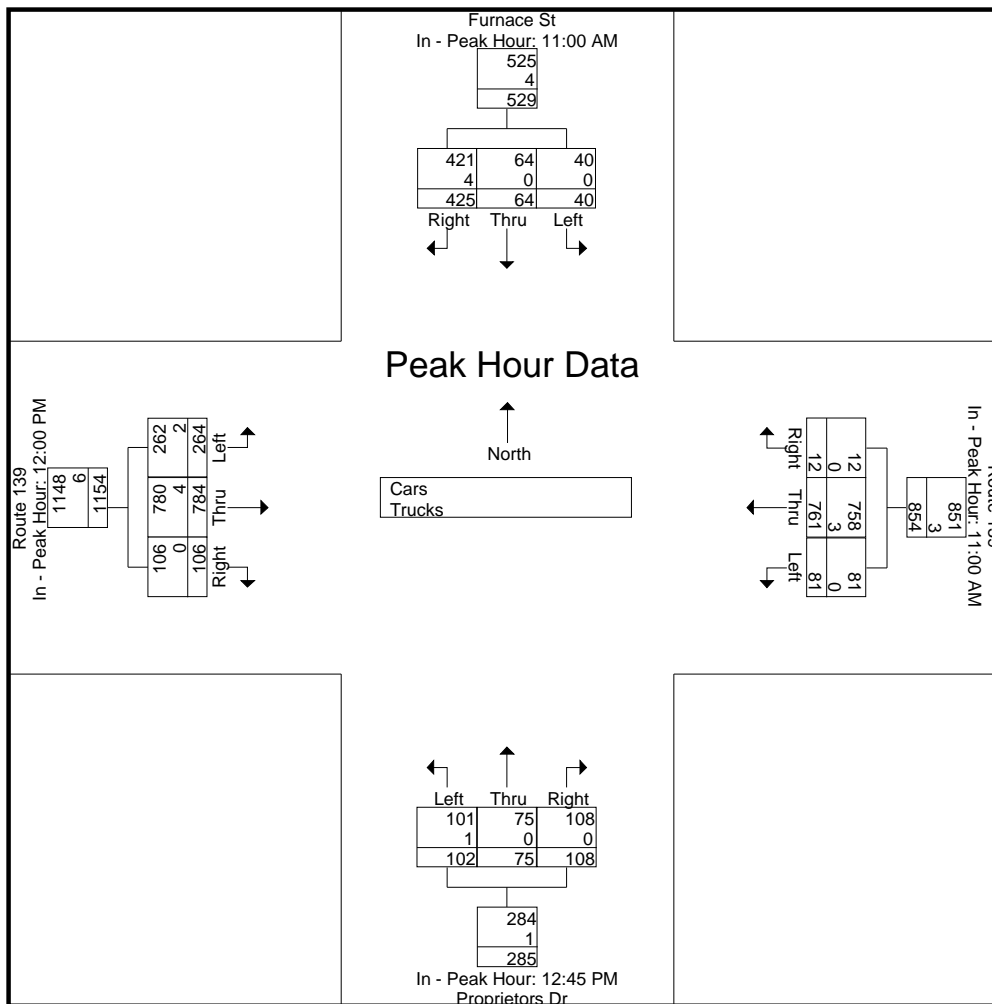 Furnace St
In - Peak Hour: 11:00 AM
525
4
529
421 64 40
4 0 0
425 64 40
Right Thru Left
Peak Hour Data
North
Cars
Trucks
Route 139
In - Peak Hour: 12:00 PM
1148
6
1154
262 780 106
2 4 0
264 784 106
Left Thru Right
In - Peak Hour: 11:00 AM
851
3
854
12 758 81
0 3 0
12 761 81
Right Thru Left
Left Thru Right
101 75 108
1 0 0
102 75 108
284
1
285
In - Peak Hour: 12:45 PM
Proprietors Dr